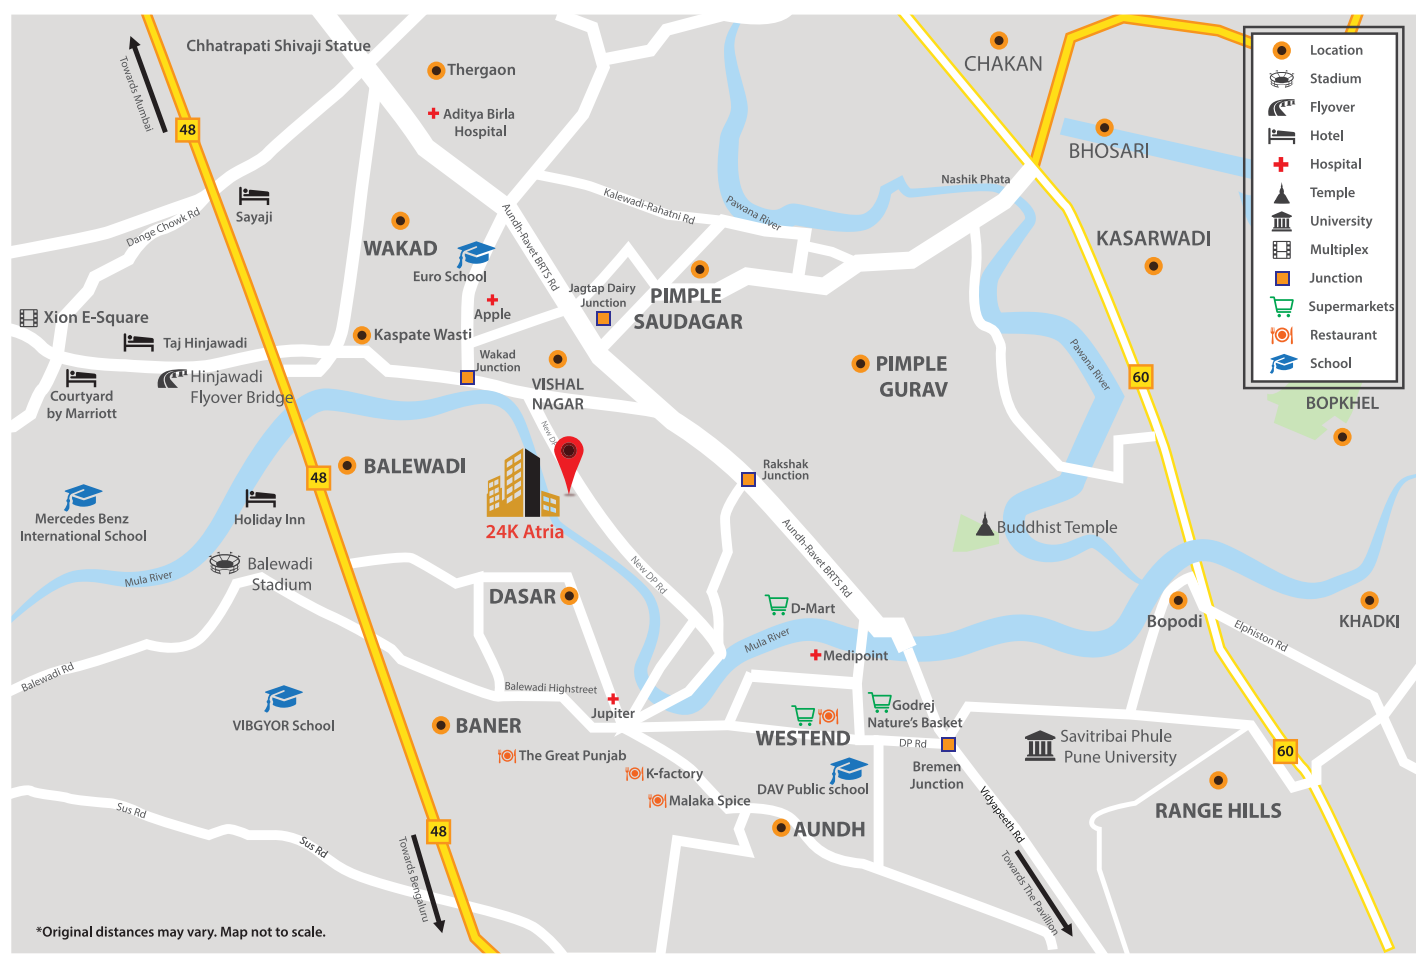 Chhatrapati Shivaji Statue
Thergaon
Aditya Birla
Hospital
CHAKAN
BHOSARI
Towards Mumbai
48
Location
Stadium
Flyover
Hotel
Hospital
Temple
University
Multiplex
Junction
Supermarkets
Restaurant
School
Nashik Phata
Sayaji
Dange Chowk Rd
WAKAD
Euro School
Aundh-Ravet BRTS Rd
Kalewadi-Rahatni Rd
Pawana River
KASARWADI
Apple
Jagtap Dairy
Junction
PIMPLE
SAUDAGAR
Xion E-Square
Taj Hinjawadi
Kaspate Wasti
Wakad
Junction
VISHAL
NAGAR
PIMPLE
GURAV
Pawana River
60
Courtyard
by Marriott
Hinjawadi
Flyover Bridge
BOPKHEL
New DP
BALEWADI
48
Rakshak
Junction
Mercedes Benz
International School
Holiday Inn
24K Atria
Buddhist Temple
Aundh-Ravet BRTS Rd
Mula River
Balewadi
Stadium
New DP Rd
DASAR
D-Mart
Bopodi
KHADKI
Elphiston Rd
Mula River
Medipoint
Balewadi Rd
Balewadi Highstreet
Jupiter
VIBGYOR School
BANER
Godrej
Nature's Basket
WESTEND
DP Rd
Bremen
Junction
Savitribai Phule
Pune University
60
The Great Punjab
K-factory
Malaka Spice
DAV Public school
AUNDH
Vidyapeeth Rd
RANGE HILLS
Sus Rd
Sus Rd
48
Towards Bengaluru
Towards The Pavillion
*Original distances may vary. Map not to scale.